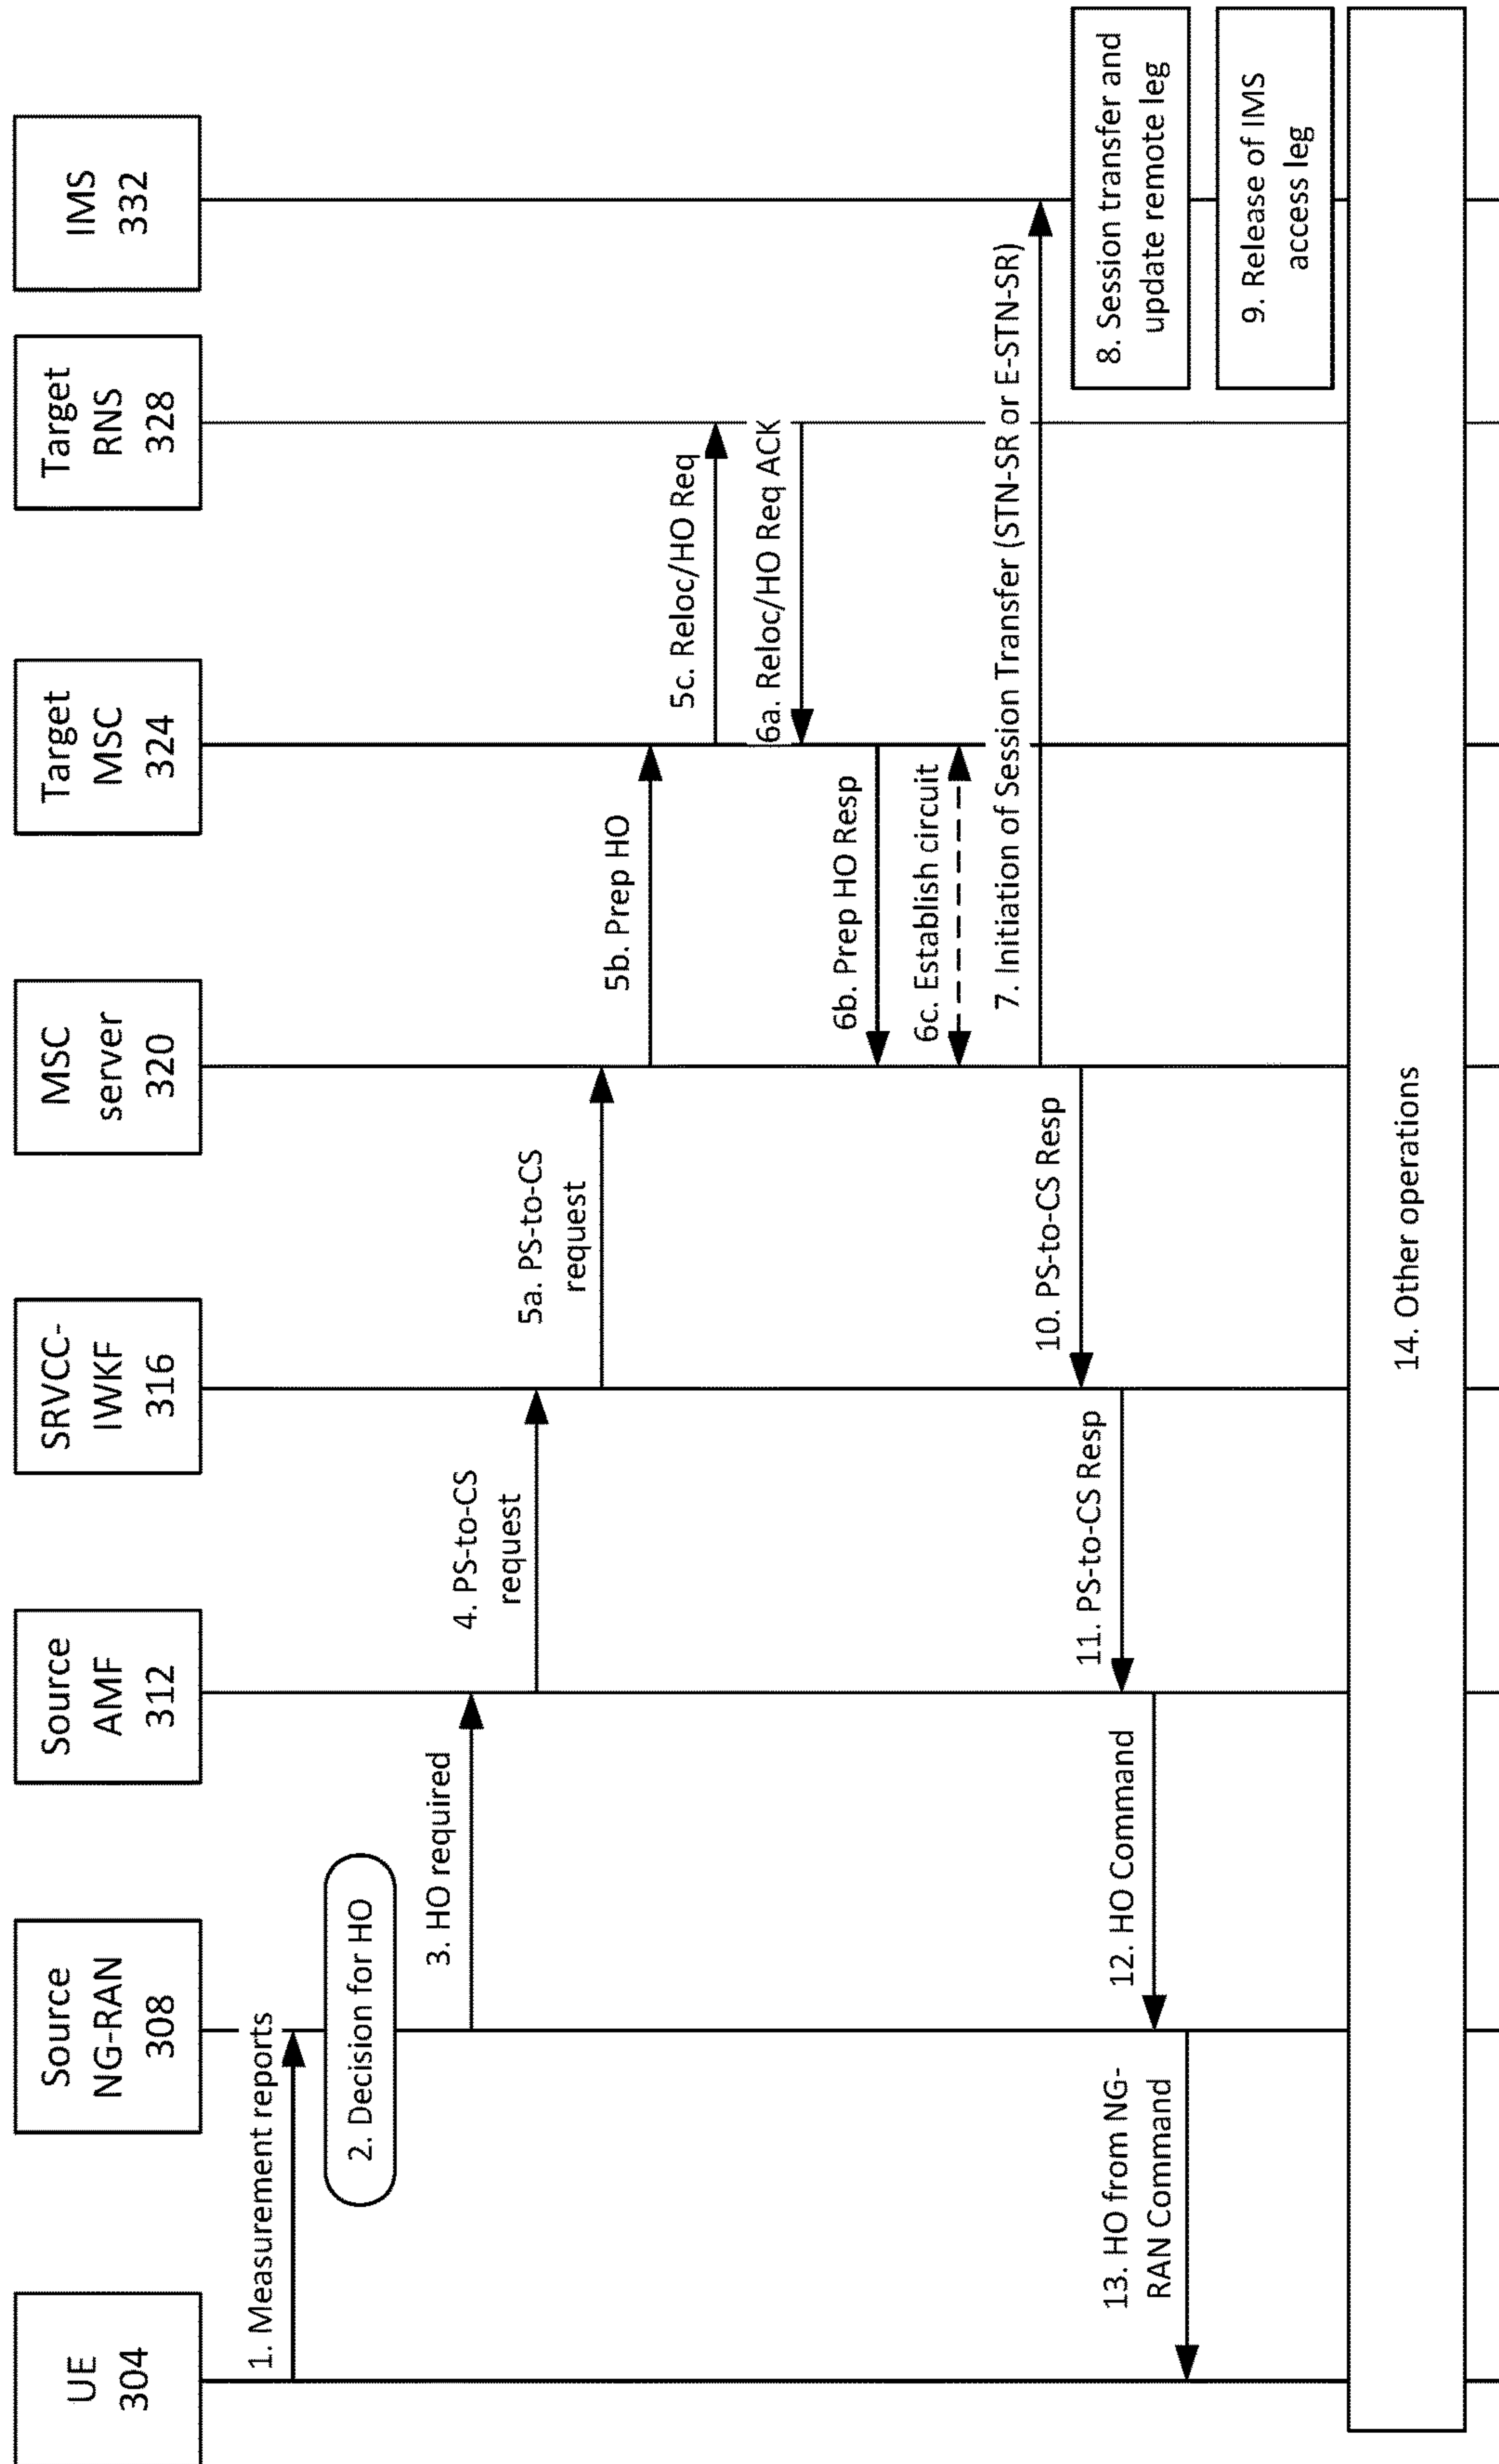 UE
304
Source
NG-RAN
308
Source
AMF
312
SRVCC-
IWKF
316
MSC
server
320
Target
MSC
324
Target
RNS
328
IMS
332
1. Measurement reports
2. Decision for HO
3. HO required
4. PS-to-CS
request
5a. PS-to-CS
request
5b. Prep HO
5c. Reloc/HO Req
6a. Reloc/HO Req ACK
6b. Prep HO Resp
6c. Establish circuit
7. Initiation of Session Transfer (STN-SR or E-STN-SR)
8. Session transfer and
update remote leg
9. Release of IMS
access leg
10. PS-to-CS Resp
11. PS-to-CS Resp
12. HO Command
13. HO from NG-
RAN Command
14. Other operations